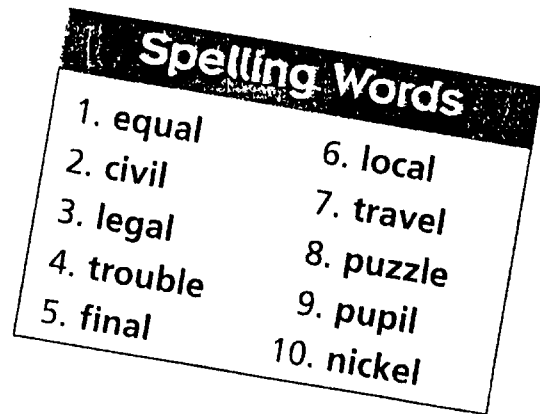 Spelling Words
1. equal
2. civil
3. legal
4. trouble
5. final
6. local
7. travel
8. puzzle
9. pupil
10. nickel